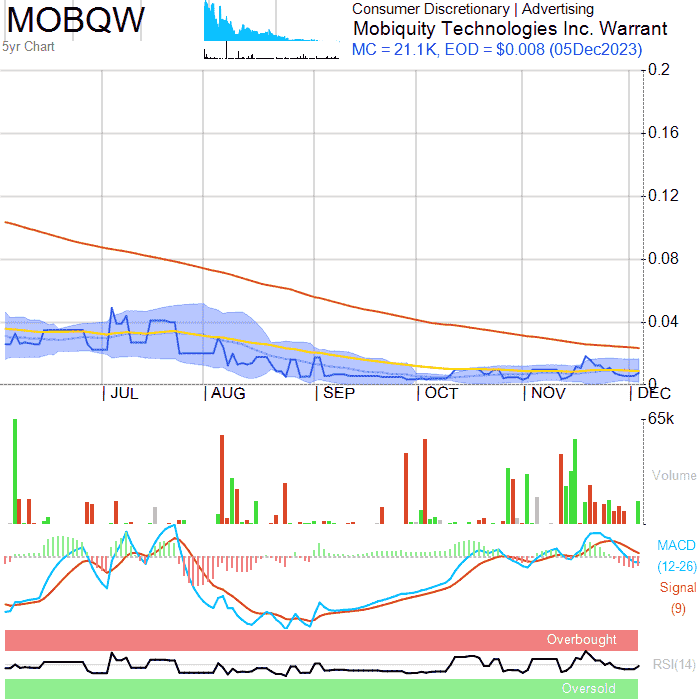 MOBQW
5yr Chart
Consumer Discretionary | Advertising
Mobiquity Technologies Inc. Warrant
MC = 21.1K, EOD = $0.008 (05Dec2023)
0.2
0.16
0.12
0.08
0.04
0
JUL AUG SEP OCT NOV DEC
65k
Volume
MACD
(12-26)
Signal
(9)
Overbought
RSI(14)
Oversold